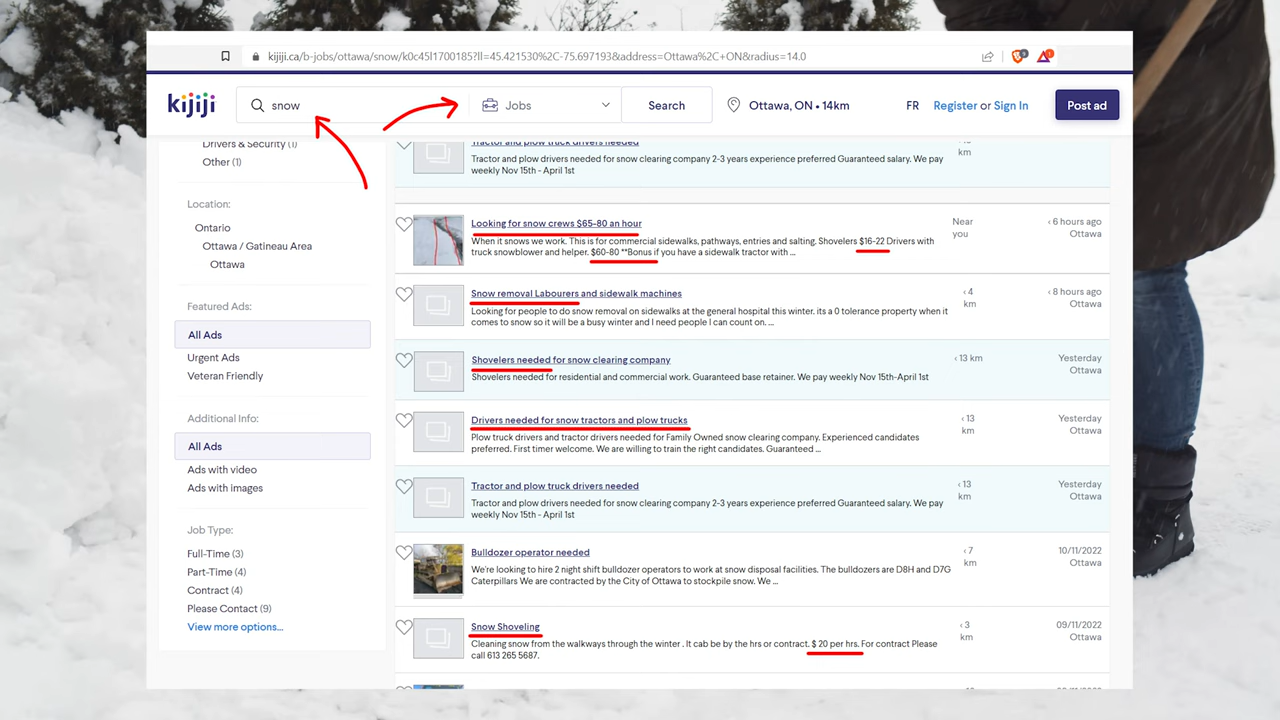 kijiji.ca/b-jobs/ottawa/snow/k0c45l1700185?ll=45.421530%2C-75.697193&address=Ottawa%2C+ON&radius=14.0
kijiji
snow
Jobs
Search
Ottawa, ON • 14km
FR
Register or Sign In
Post ad
Drivers & Security (1)
Other (1)
Location:
Ontario
Ottawa / Gatineau Area
Ottawa
Featured Ads:
All Ads
Urgent Ads
Veteran Friendly
Additional Info:
All Ads
Ads with video
Ads with images
Job Type:
Full-Time (3)
Part-Time (4)
Contract (4)
Please Contact (9)
View more options...
Tractor and plow truck drivers needed
Tractor and plow drivers needed for snow clearing company 2-3 years experience preferred Guaranteed salary. We pay
weekly Nov 15th - April 1st
km
Looking for snow crews $65-80 an hour
When it snows we work. This is for commercial sidewalks, pathways, entries and salting. Shovelers $16-22 Drivers with
truck snowblower and helper. $60-80 **Bonus if you have a sidewalk tractor with ...
Near
you
< 6 hours ago
Ottawa
Snow removal Labourers and sidewalk machines
Looking for people to do snow removal on sidewalks at the general hospital this winter. its a 0 tolerance property when it
comes to snow so it will be a busy winter and I need people I can count on. ...
< 4
km
< 8 hours ago
Ottawa
Shovelers needed for snow clearing company
Shovelers needed for residential and commercial work. Guaranteed base retainer. We pay weekly Nov 15th-April 1st
< 13 km
Yesterday
Ottawa
Drivers needed for snow tractors and plow trucks
Plow truck drivers and tractor drivers needed for Family Owned snow clearing company. Experienced candidates
preferred. First timer welcome. We are willing to train the right candidates. Guaranteed ...
< 13
km
Yesterday
Ottawa
Tractor and plow truck drivers needed
Tractor and plow drivers needed for snow clearing company 2-3 years experience preferred Guaranteed salary. We pay
weekly Nov 15th - April 1st
< 13
km
Yesterday
Ottawa
Bulldozer operator needed
We're looking to hire 2 night shift bulldozer operators to work at snow disposal facilities. The bulldozers are D8H and D7G
Caterpillars We are contracted by the City of Ottawa to stockpile snow. We ...
< 7
km
10/11/2022
Ottawa
Snow Shoveling
Cleaning snow from the walkways through the winter . It cab be by the hrs or contract. $ 20 per hrs. For contract Please
call 613 265 5687.
< 3
km
09/11/2022
Ottawa